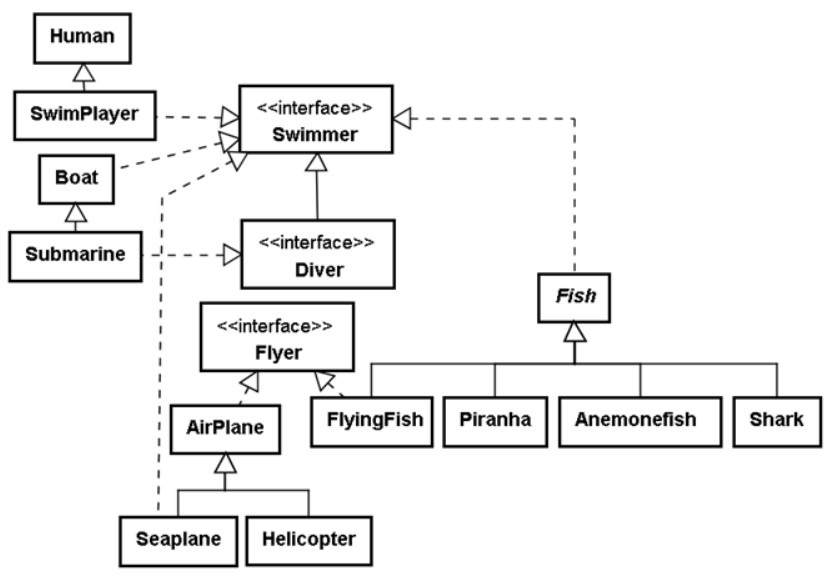 Human
SwimPlayer
<<interface>>
Swimmer
Boat
Submarine
<<interface>>
Diver
Fish
<<interface>>
Flyer
AirPlane
FlyingFish
Piranha
Anemonefish
Shark
Seaplane
Helicopter